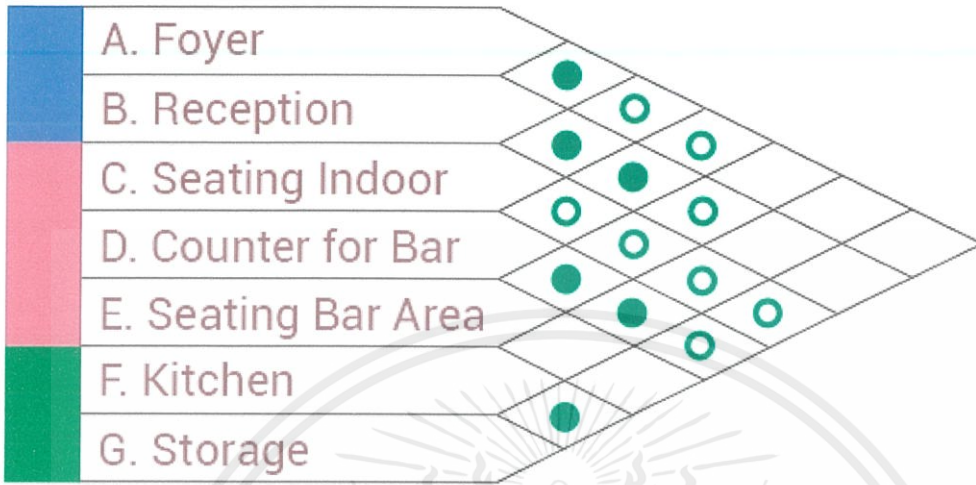 A. Foyer
B. Reception
C. Seating Indoor
D. Counter for Bar
E. Seating Bar Area
F. Kitchen
G. Storage